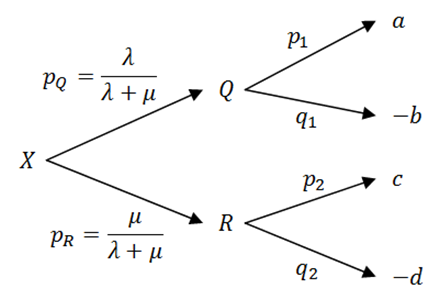 p₁ a
p_Q = λ / (λ + μ) Q
q₁ −b
X
p₂ c
p_R = μ / (λ + μ) R
q₂ −d